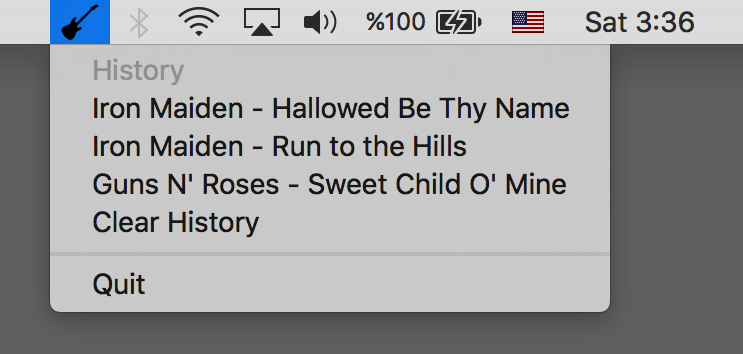 %100
Sat 3:36
History
Iron Maiden - Hallowed Be Thy Name
Iron Maiden - Run to the Hills
Guns N' Roses - Sweet Child O' Mine
Clear History
Quit